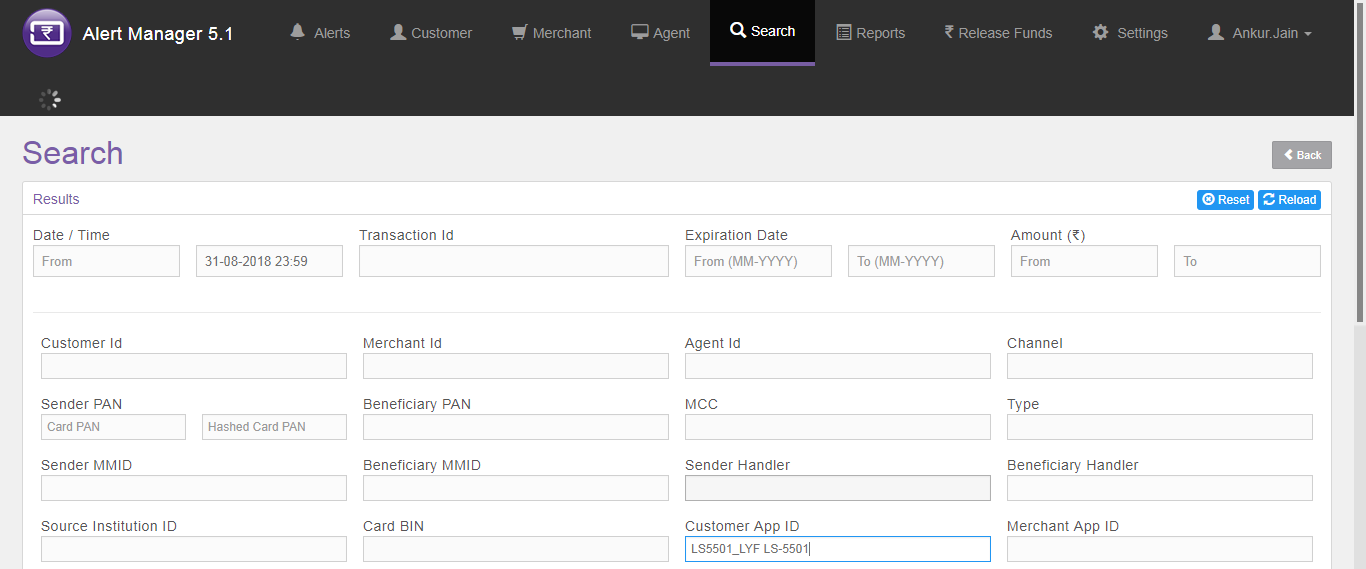 ₹ Alert Manager 5.1 Alerts Customer Merchant Agent Search Reports ₹ Release Funds Settings Ankur.Jain
Search Back
Results Reset Reload
Date / Time Transaction Id Expiration Date Amount (₹)
From 31-08-2018 23:59 From (MM-YYYY) To (MM-YYYY) From To
Customer Id Merchant Id Agent Id Channel
Sender PAN Beneficiary PAN MCC Type
Card PAN Hashed Card PAN
Sender MMID Beneficiary MMID Sender Handler Beneficiary Handler
Source Institution ID Card BIN Customer App ID Merchant App ID
LS5501_LYF LS-5501